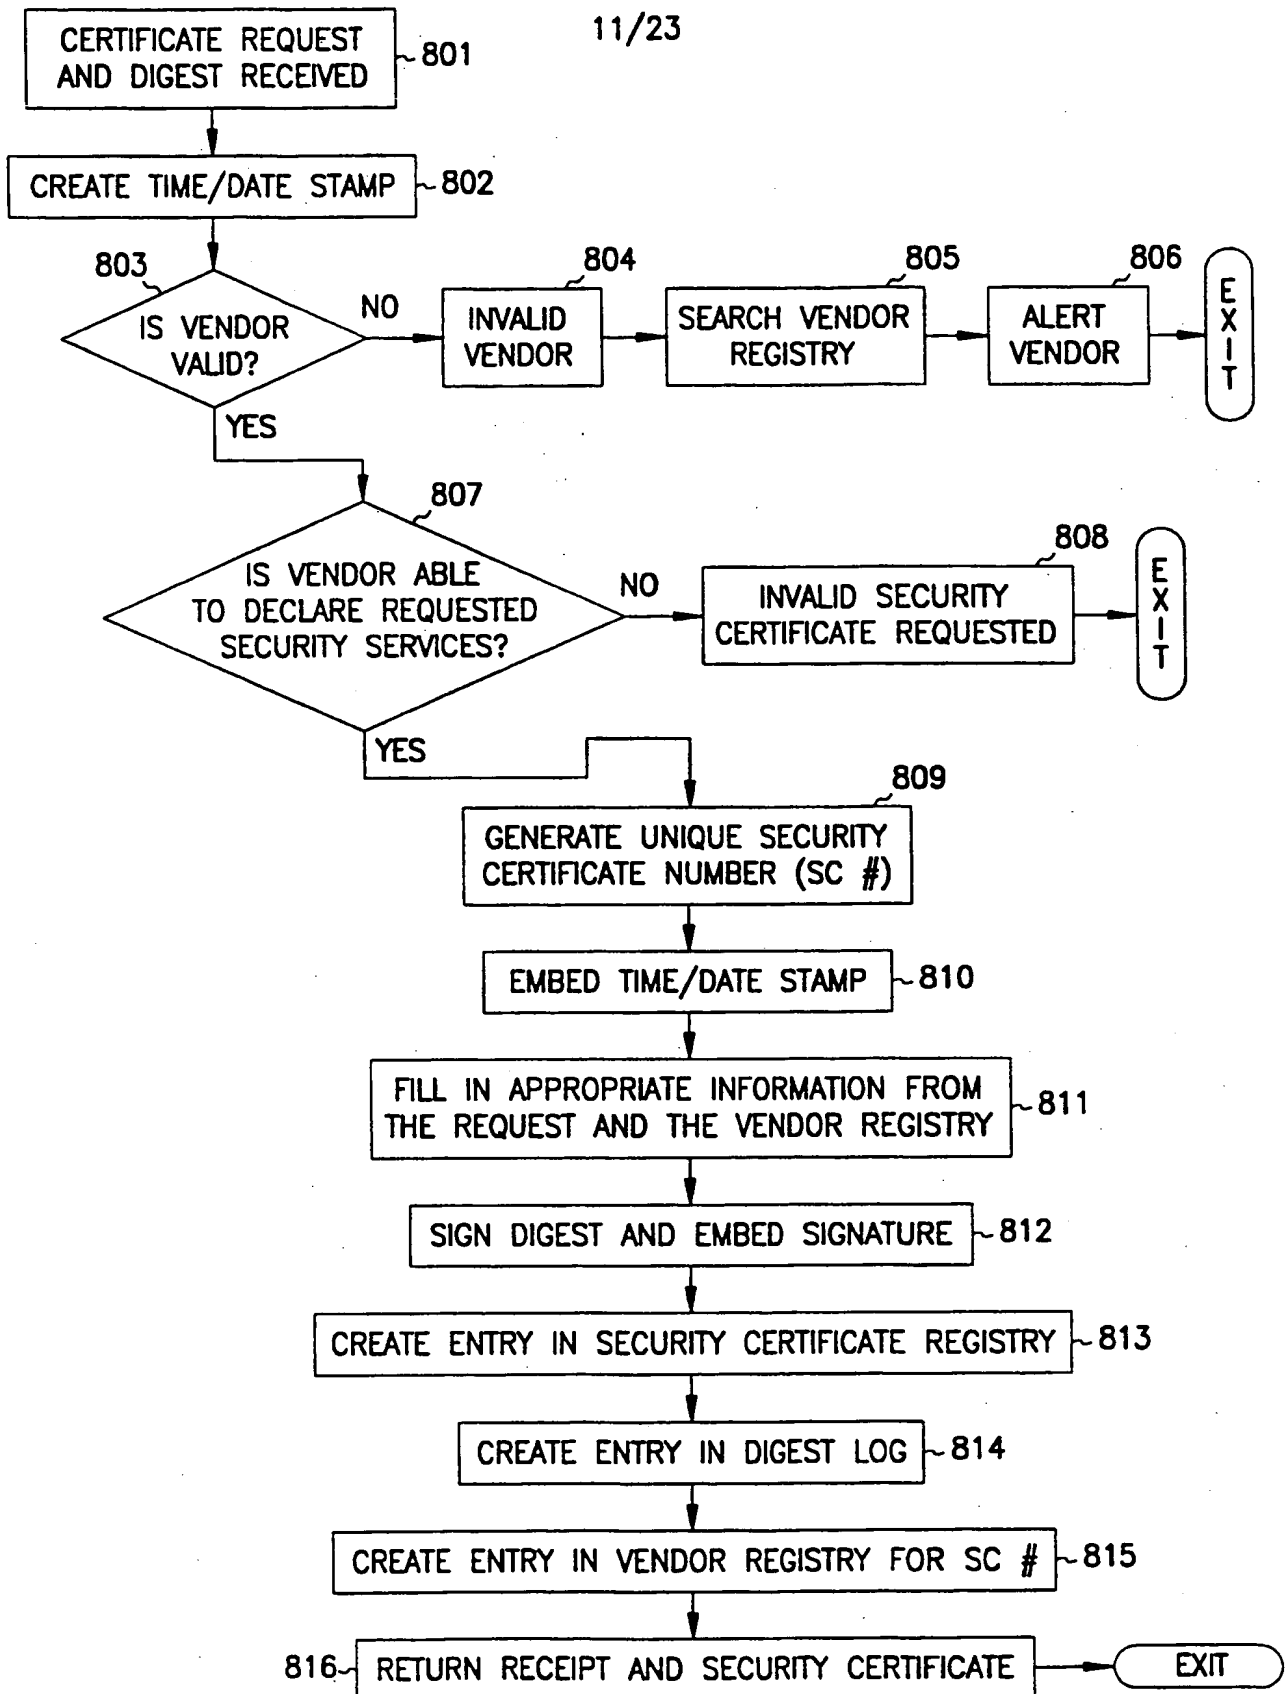 11/23
CERTIFICATE REQUEST
AND DIGEST RECEIVED
801
CREATE TIME/DATE STAMP
802
803
IS VENDOR
VALID?
NO
804
INVALID
VENDOR
805
SEARCH VENDOR
REGISTRY
806
ALERT
VENDOR
EXIT
YES
807
IS VENDOR ABLE
TO DECLARE REQUESTED
SECURITY SERVICES?
NO
808
INVALID SECURITY
CERTIFICATE REQUESTED
EXIT
YES
809
GENERATE UNIQUE SECURITY
CERTIFICATE NUMBER (SC #)
EMBED TIME/DATE STAMP
810
FILL IN APPROPRIATE INFORMATION FROM
THE REQUEST AND THE VENDOR REGISTRY
811
SIGN DIGEST AND EMBED SIGNATURE
812
CREATE ENTRY IN SECURITY CERTIFICATE REGISTRY
813
CREATE ENTRY IN DIGEST LOG
814
CREATE ENTRY IN VENDOR REGISTRY FOR SC #
815
816
RETURN RECEIPT AND SECURITY CERTIFICATE
EXIT